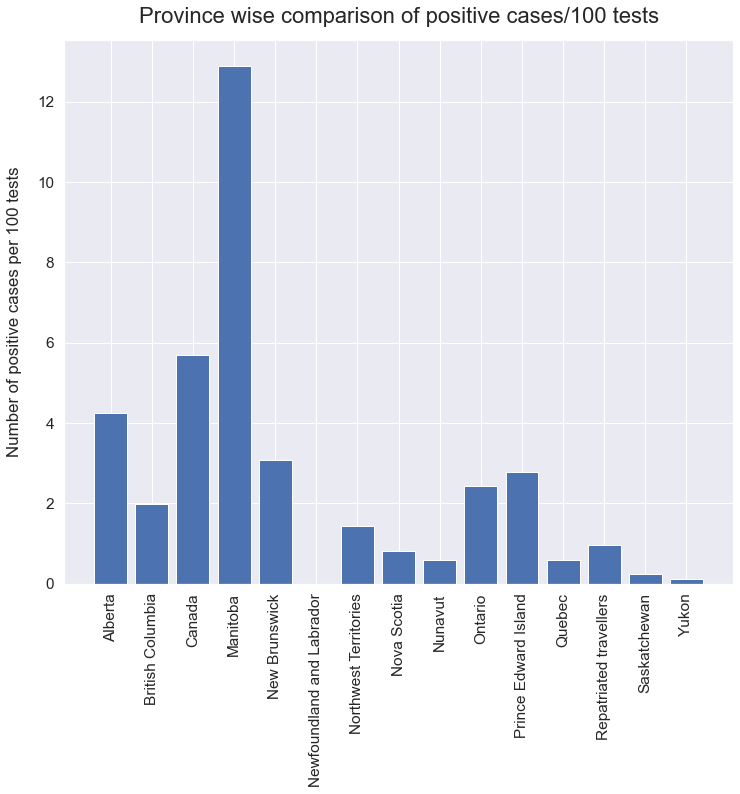 Province wise comparison of positive cases/100 tests
Number of positive cases per 100 tests
12
10
8
6
4
2
0
Alberta
British Columbia
Canada
Manitoba
New Brunswick
Newfoundland and Labrador
Northwest Territories
Nova Scotia
Nunavut
Ontario
Prince Edward Island
Quebec
Repatriated travellers
Saskatchewan
Yukon